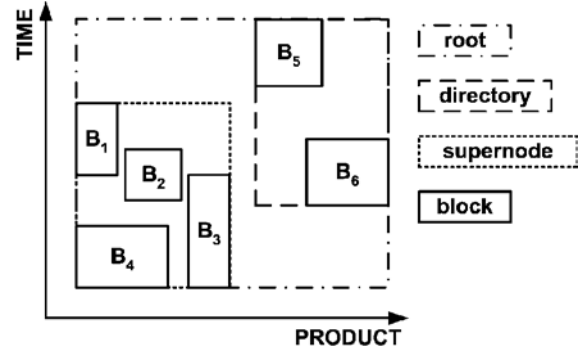 TIME
B5
root
directory
B1
B2
supernode
B6
B3
block
B4
PRODUCT